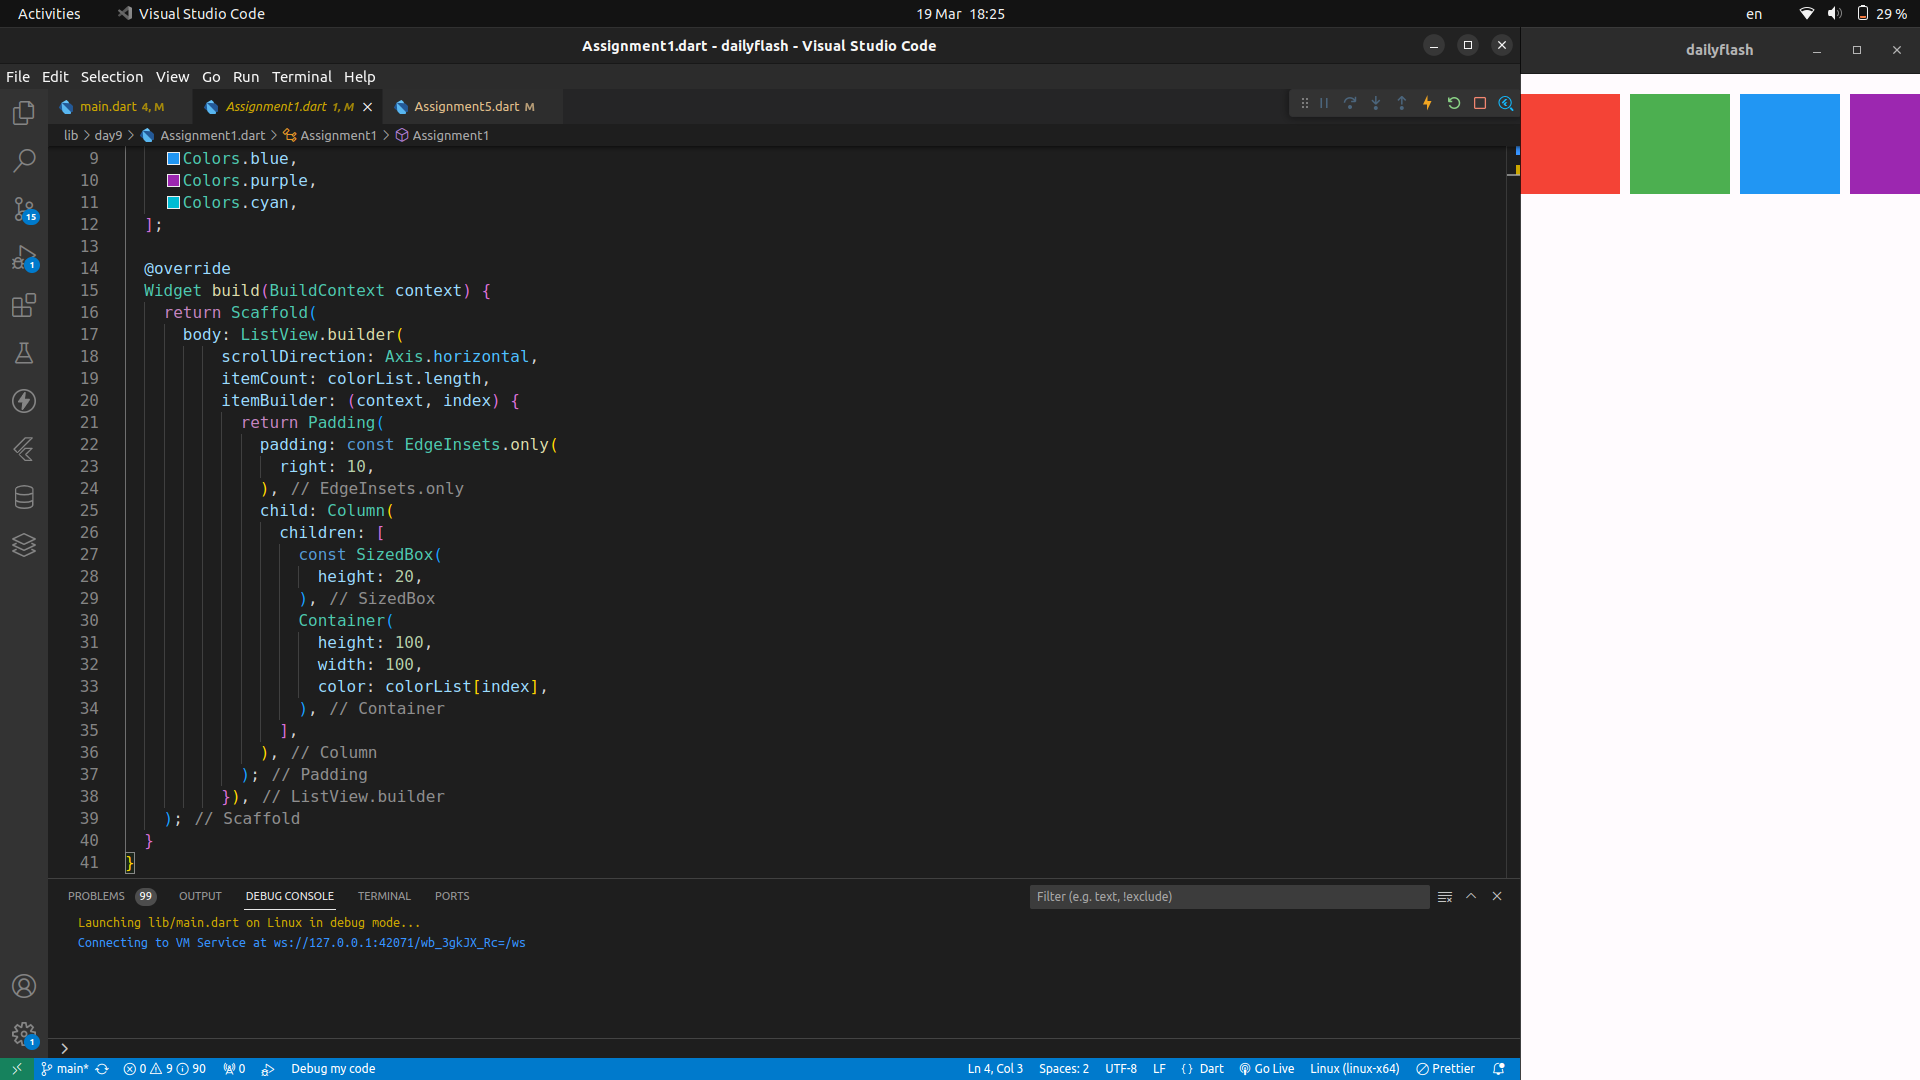 Activities
Visual Studio Code
19 Mar 18:25
en
29 %
Assignment1.dart - dailyflash - Visual Studio Code
dailyflash
File Edit Selection View Go Run Terminal Help
main.dart 4, M
Assignment1.dart 1, M
Assignment5.dart M
lib > day9 > Assignment1.dart > Assignment1 > Assignment1
9 Colors.blue,
10 Colors.purple,
11 Colors.cyan,
12 ];
13
14 @override
15 Widget build(BuildContext context) {
16 return Scaffold(
17 body: ListView.builder(
18 scrollDirection: Axis.horizontal,
19 itemCount: colorList.length,
20 itemBuilder: (context, index) {
21 return Padding(
22 padding: const EdgeInsets.only(
23 right: 10,
24 ), // EdgeInsets.only
25 child: Column(
26 children: [
27 const SizedBox(
28 height: 20,
29 ), // SizedBox
30 Container(
31 height: 100,
32 width: 100,
33 color: colorList[index],
34 ), // Container
35 ],
36 ), // Column
37 ); // Padding
38 }), // ListView.builder
39 ); // Scaffold
40 }
41 }
15
1
1
PROBLEMS 99 OUTPUT DEBUG CONSOLE TERMINAL PORTS
Filter (e.g. text, !exclude)
Launching lib/main.dart on Linux in debug mode...
Connecting to VM Service at ws://127.0.0.1:42071/wb_3gkJX_Rc=/ws
main* 0 9 90 0 Debug my code
Ln 4, Col 3 Spaces: 2 UTF-8 LF {} Dart Go Live Linux (linux-x64) Prettier